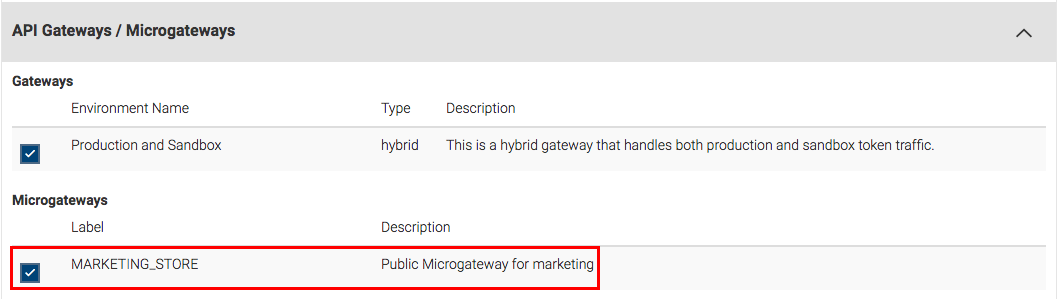 API Gateways / Microgateways
Gateways
Environment Name Type Description
Production and Sandbox hybrid This is a hybrid gateway that handles both production and sandbox token traffic.
Microgateways
Label Description
MARKETING_STORE Public Microgateway for marketing